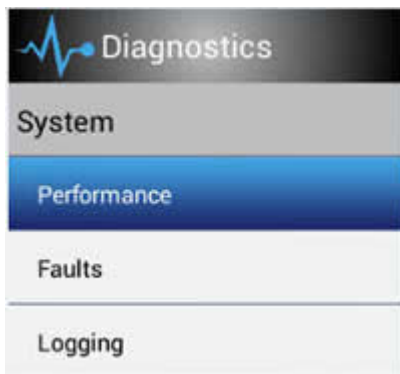 Diagnostics
System
Performance
Faults
Logging